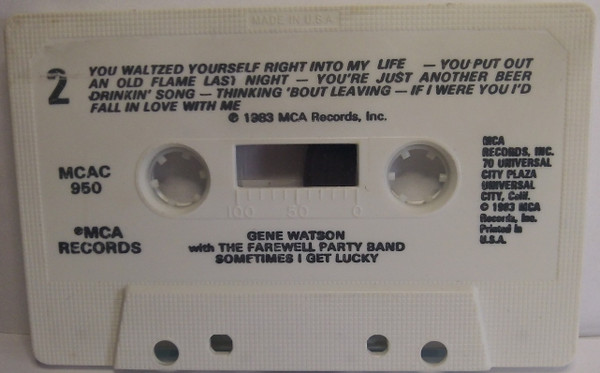 MADE IN U.S.A.
2
YOU WALTZED YOURSELF RIGHT INTO MY LIFE — YOU PUT OUT
AN OLD FLAME LAST NIGHT — YOU'RE JUST ANOTHER BEER
DRINKIN' SONG — THINKING 'BOUT LEAVING — IF I WERE YOU I'D
FALL IN LOVE WITH ME
℗ 1983 MCA Records, Inc.
MCAC
950
®MCA
RECORDS
100 50 0
GENE WATSON
with THE FAREWELL PARTY BAND
SOMETIMES I GET LUCKY
MCA
RECORDS, INC.
70 UNIVERSAL
CITY PLAZA
UNIVERSAL
CITY, Calif.
© 1983 MCA
Records, Inc.
Printed in
U.S.A.